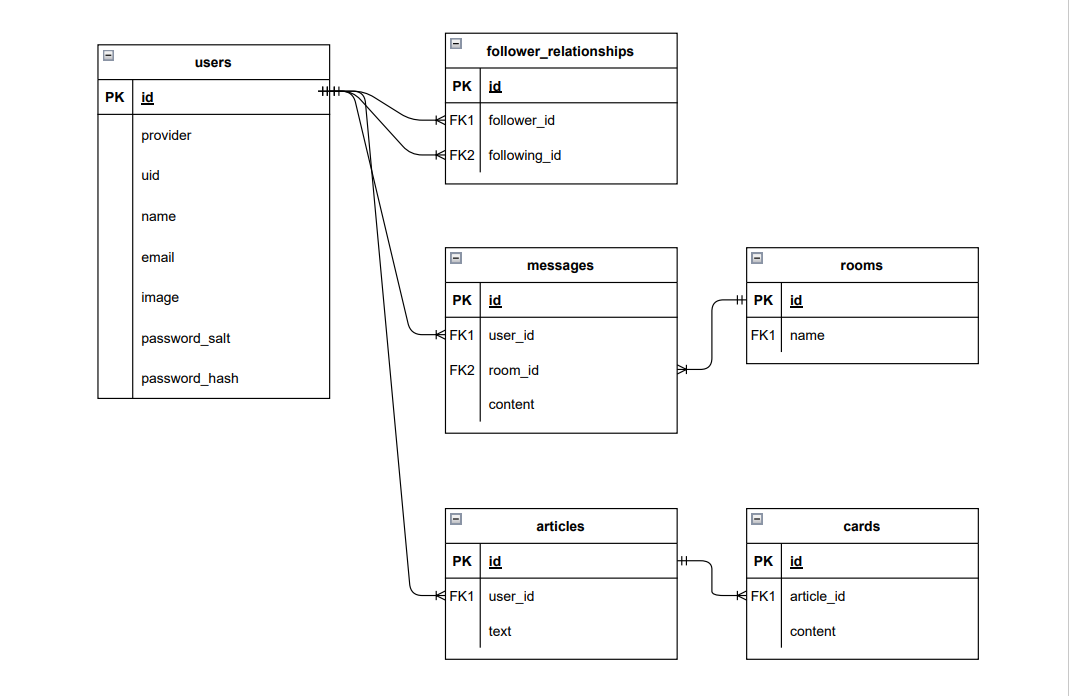 users
PK id
provider
uid
name
email
image
password_salt
password_hash
follower_relationships
PK id
FK1 follower_id
FK2 following_id
messages
PK id
FK1 user_id
FK2 room_id
content
rooms
PK id
FK1 name
articles
PK id
FK1 user_id
text
cards
PK id
FK1 article_id
content